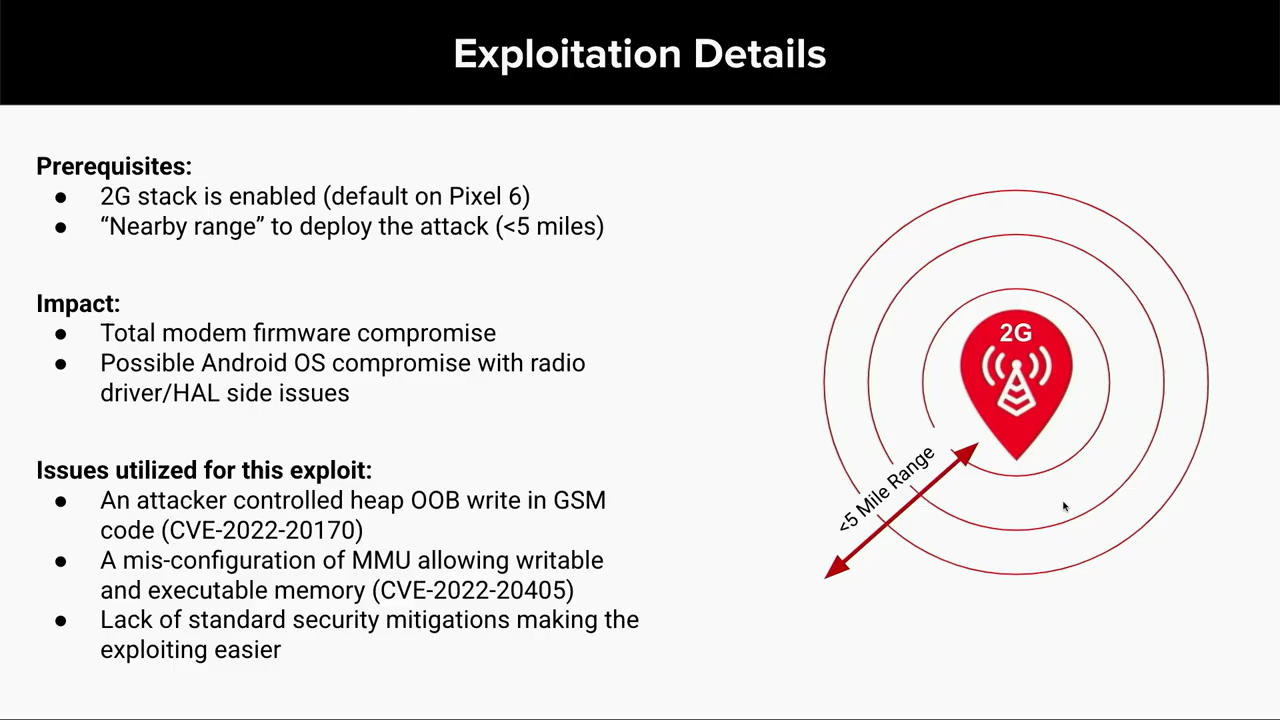 Exploitation Details
Prerequisites:
● 2G stack is enabled (default on Pixel 6)
● “Nearby range” to deploy the attack (<5 miles)
Impact:
● Total modem firmware compromise
● Possible Android OS compromise with radio
driver/HAL side issues
Issues utilized for this exploit:
● An attacker controlled heap OOB write in GSM
code (CVE-2022-20170)
● A mis-configuration of MMU allowing writable
and executable memory (CVE-2022-20405)
● Lack of standard security mitigations making the
exploiting easier
2G
<5 Mile Range